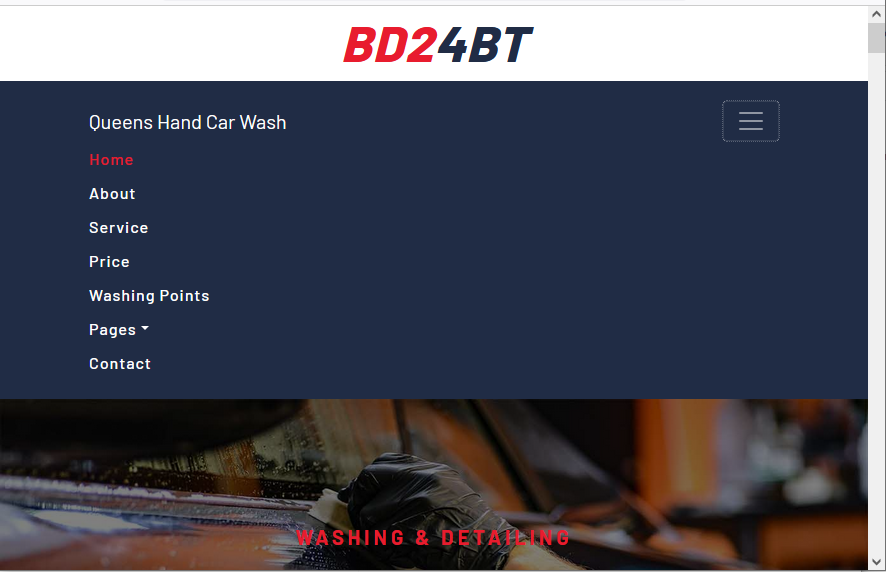 BD24BT
Queens Hand Car Wash
Home
About
Service
Price
Washing Points
Pages
Contact
WASHING & DETAILING